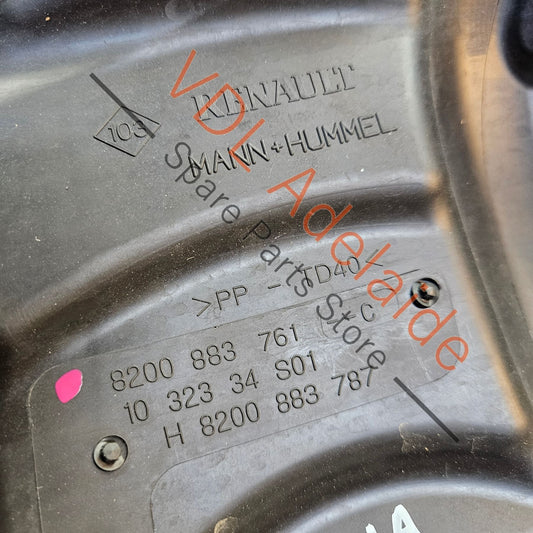 RENAULT
103
MANN+HUMMEL
>PP - TD40<
8200 883 761 - C
10 323 34 S01
H 8200 883 787
VDL Adelaide
Spare Parts Store